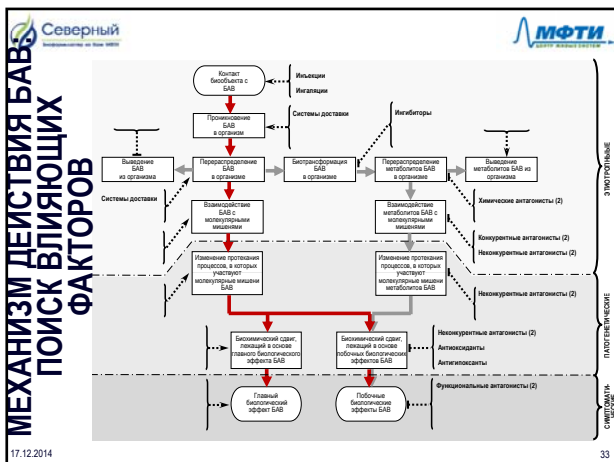 Северный
МФТИ
ЦЕНТР ЖИВЫХ СИСТЕМ
МЕХАНИЗМ ДЕЙСТВИЯ БАВ:
ПОИСК ВЛИЯЮЩИХ
ФАКТОРОВ
Контакт
биообъекта с
БАВ
Инъекции
Ингаляции
Проникновение
БАВ
в организм
Системы доставки
Ингибиторы
Выведение
БАВ
из организма
Перераспределение
БАВ
в организме
Биотрансформация
БАВ
в организме
Перераспределение
метаболитов БАВ
в организме
Выведение
метаболитов БАВ из
организма
Системы доставки
Химические антагонисты (2)
Взаимодействие
БАВ с
молекулярными
мишенями
Взаимодействие
метаболитов БАВ с
молекулярными
мишенями
Конкурентные антагонисты (2)
Неконкурентные антагонисты (2)
Изменение протекания
процессов, в которых
участвуют
молекулярные мишени
БАВ
Изменение протекания
процессов, в которых
участвуют
молекулярные мишени
метаболитов БАВ
Неконкурентные антагонисты (2)
Биохимический сдвиг,
лежащий в основе
главного биологического
эффекта БАВ
Биохимический сдвиг,
лежащий в основе
побочных биологических
эффектов БАВ
Неконкурентные антагонисты (2)
Антиоксиданты
Антигипоксанты
Главный
биологический
эффект БАВ
Побочные
биологические
эффекты БАВ
Функциональные антагонисты (2)
ЭТИОТРОПНЫЕ
ПАТОГЕНЕТИЧЕСКИЕ
СИМПТОМАТИ-
ЧЕСКИЕ
17.12.2014
33